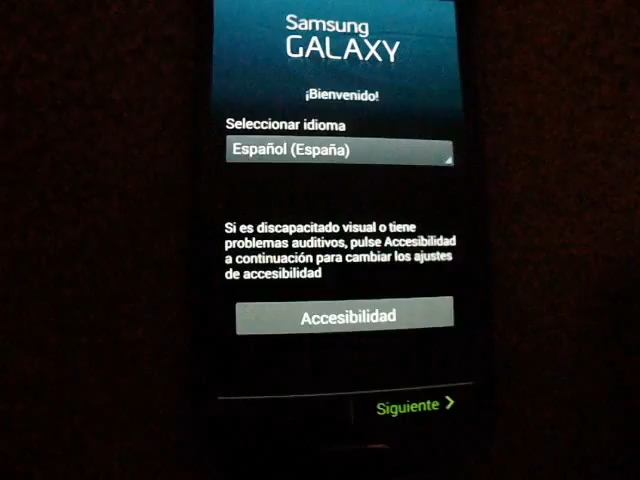 Samsung
GALAXY
¡Bienvenido!
Seleccionar idioma
Español (España)
Si es discapacitado visual o tiene
problemas auditivos, pulse Accesibilidad
a continuación para cambiar los ajustes
de accesibilidad
Accesibilidad
Siguiente